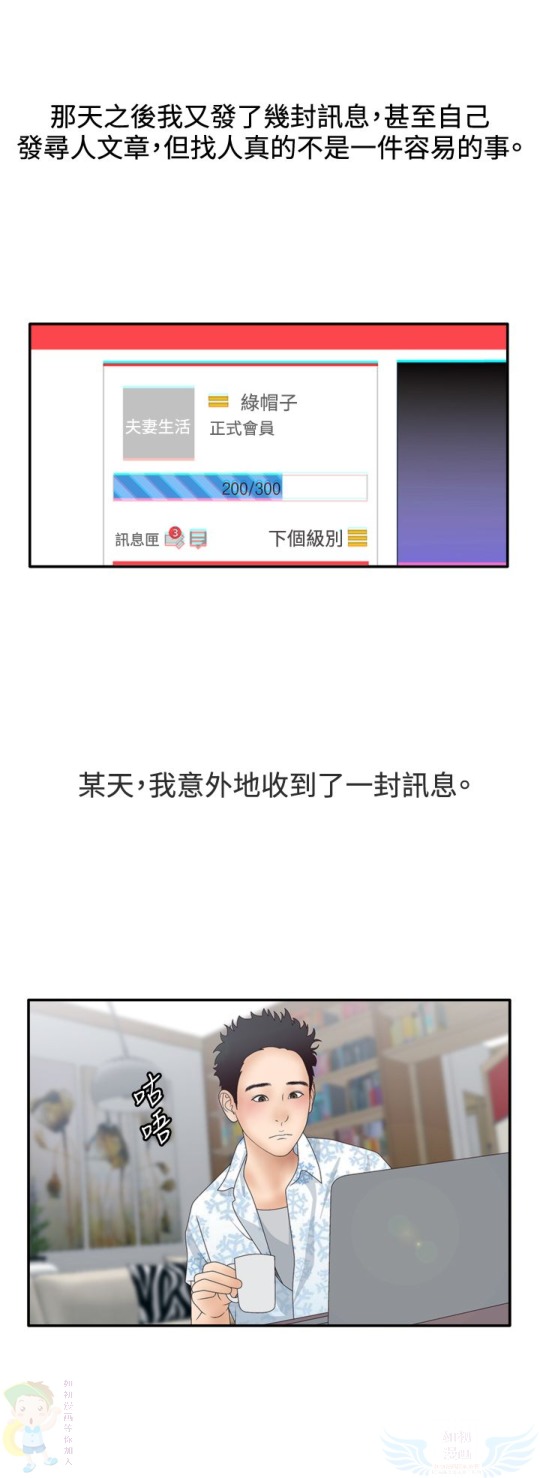 那天之後我又發了幾封訊息，甚至自己
發尋人文章，但找人真的不是一件容易的事。
夫妻生活
綠帽子
正式會員
200/300
訊息匣
3
下個級別
某天，我意外地收到了一封訊息。
咕
唔